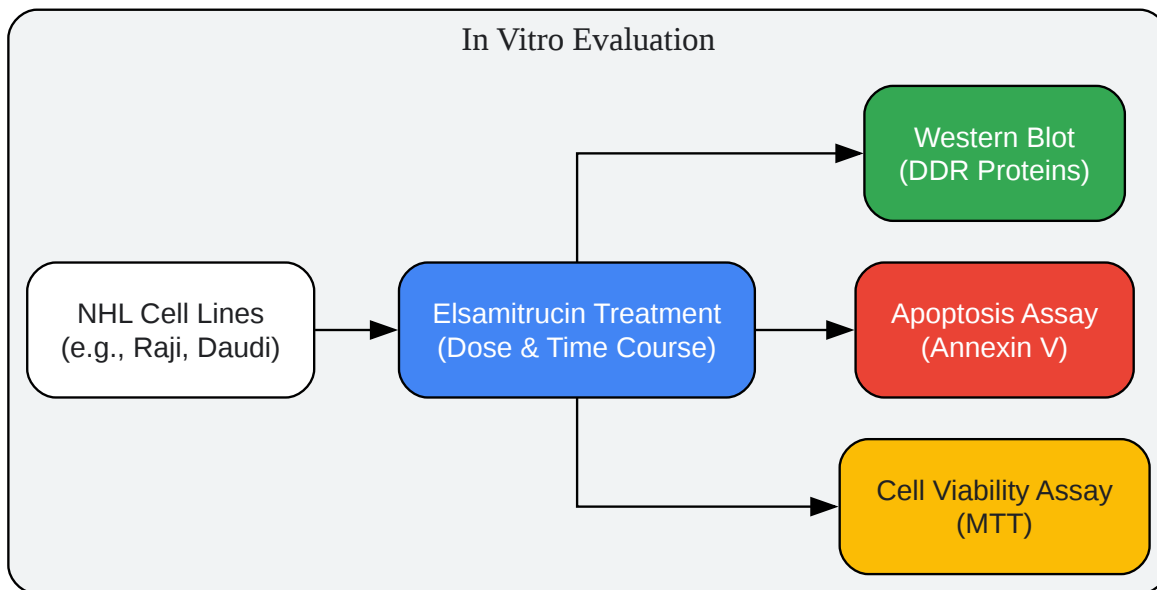 In Vitro Evaluation
NHL Cell Lines
(e.g., Raji, Daudi)
Elsamitrucin Treatment
(Dose & Time Course)
Western Blot
(DDR Proteins)
Apoptosis Assay
(Annexin V)
Cell Viability Assay
(MTT)